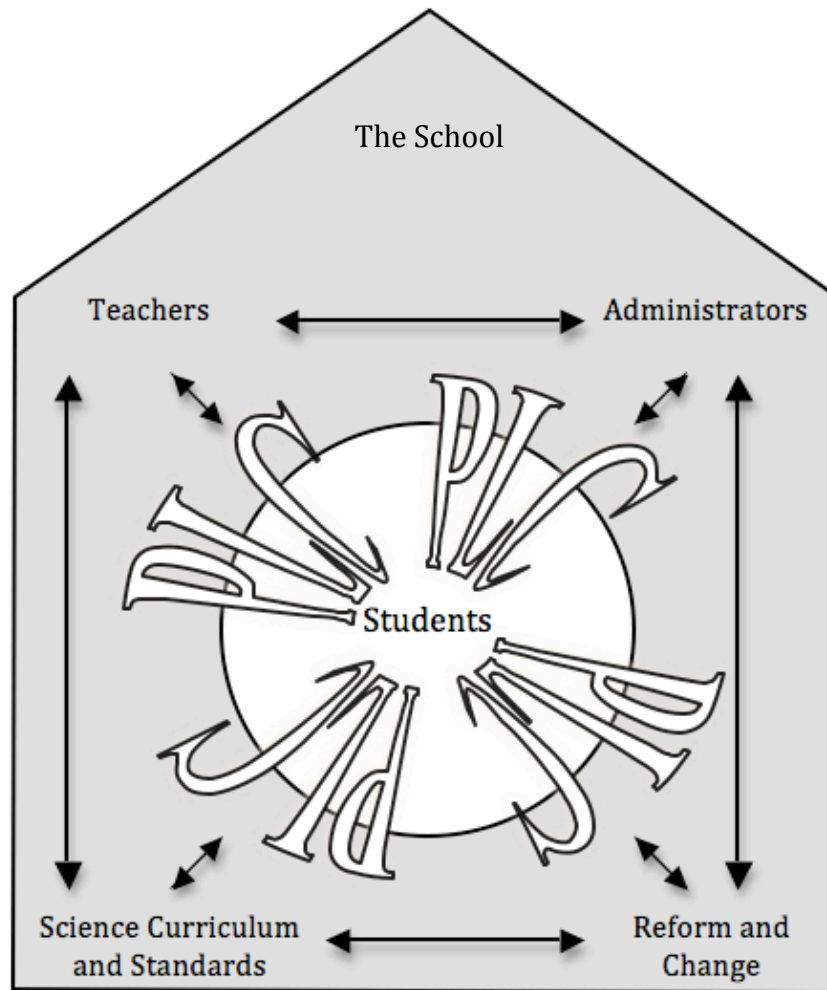 The School
Teachers
Administrators
PLC
PLC
Students
PLC
PLC
Science Curriculum
and Standards
Reform and
Change